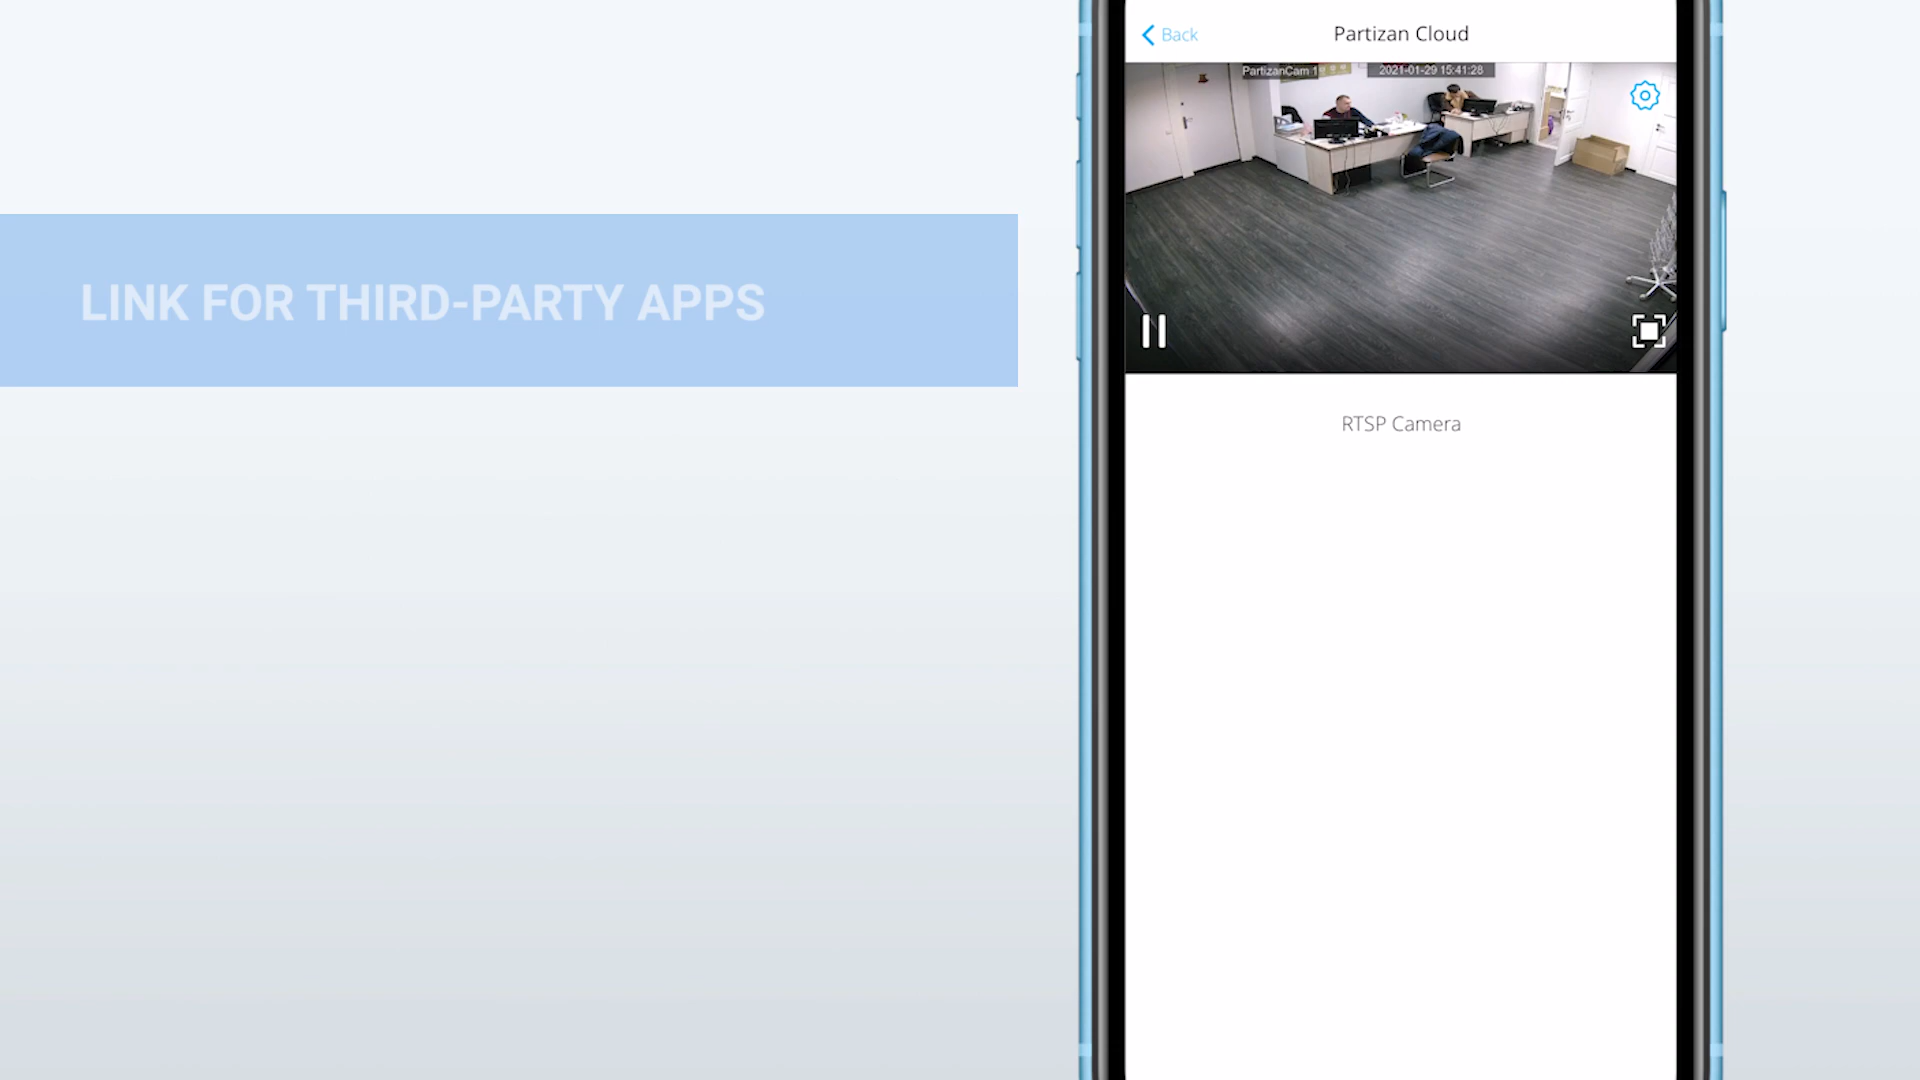 LINK FOR THIRD-PARTY APPS
Back
Partizan Cloud
PartizanCam 1
2021-01-29 15:41:28
RTSP Camera